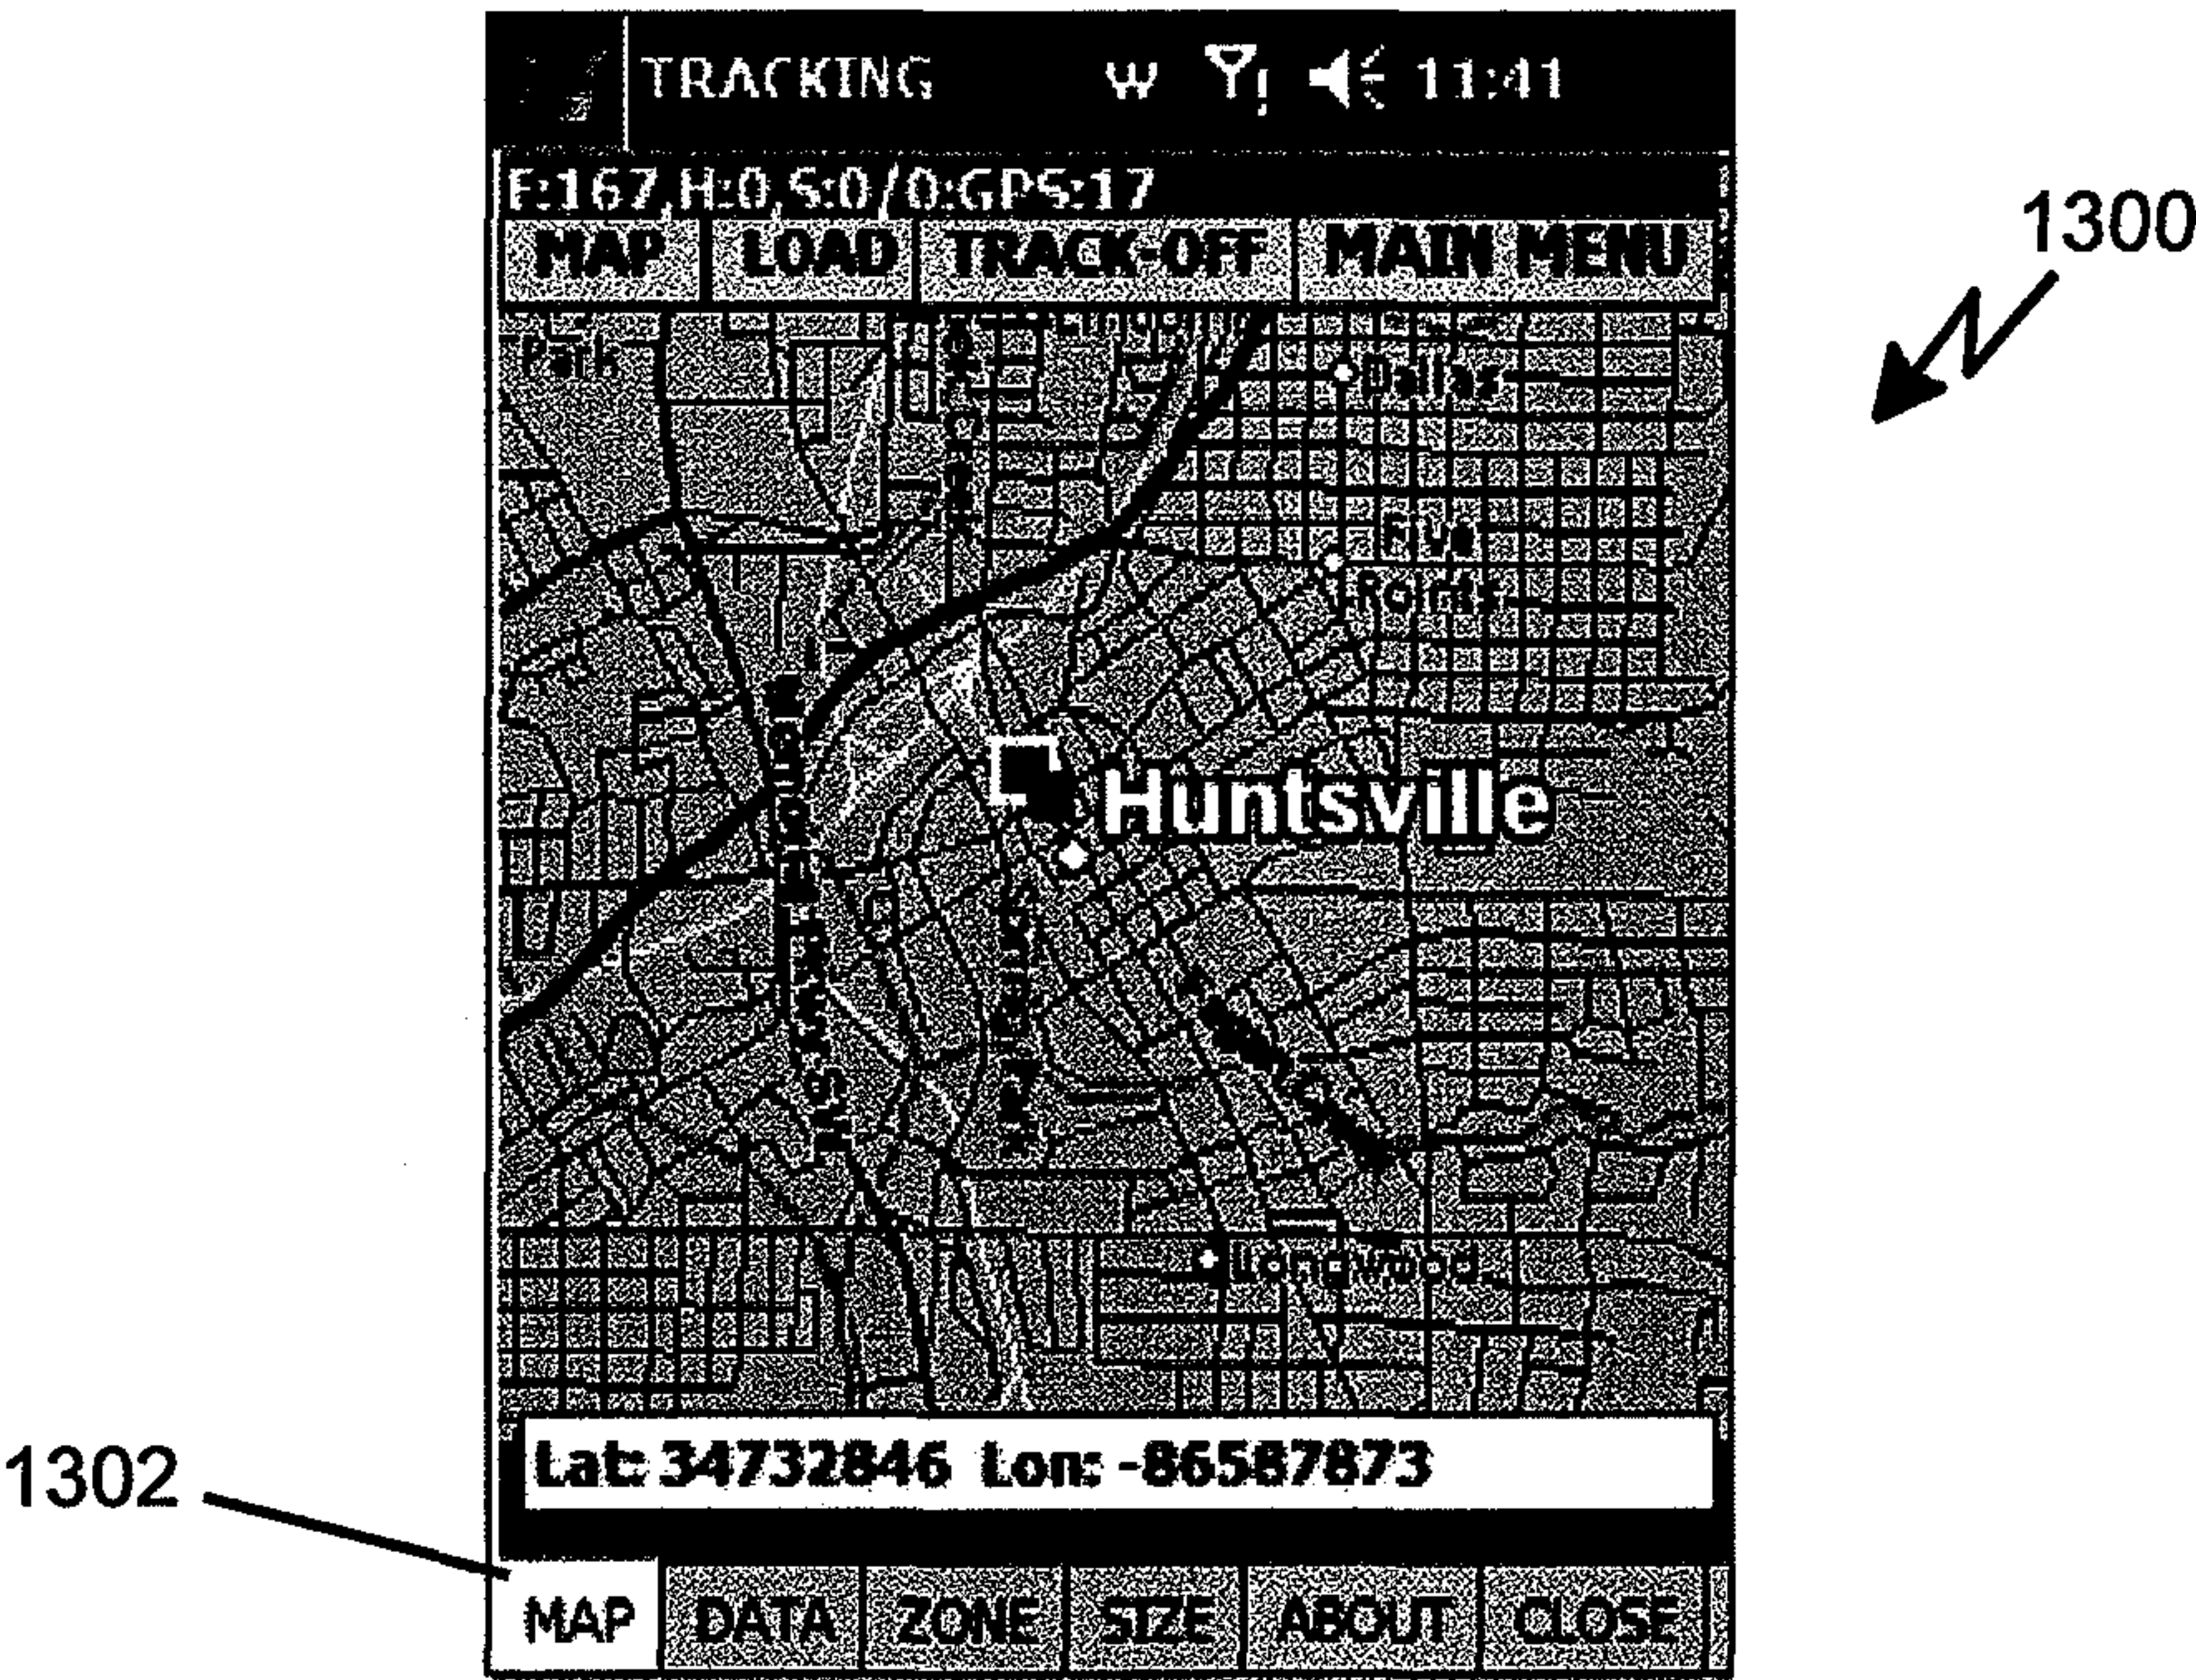 TRACKING 11:41
F:167,H:0,S:0/0:GPS:17
MAP LOAD TRACK-OFF MAIN MENU
1300
Park
Dallas
Five
Points
Huntsville
Longwood
Lat: 34732846 Lon: -86587873
1302
MAP DATA ZONE SIZE ABOUT CLOSE